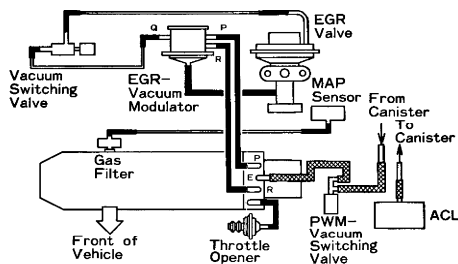 Q
P
R
EGR
Valve
Vacuum
Switching
Valve
EGR-
Vacuum
Modulator
MAP
Sensor
From
Canister
To
Canister
Gas
Filter
P
E
R
Front of
Vehicle
Throttle
Opener
PWM-
Vacuum
Switching
Valve
ACL